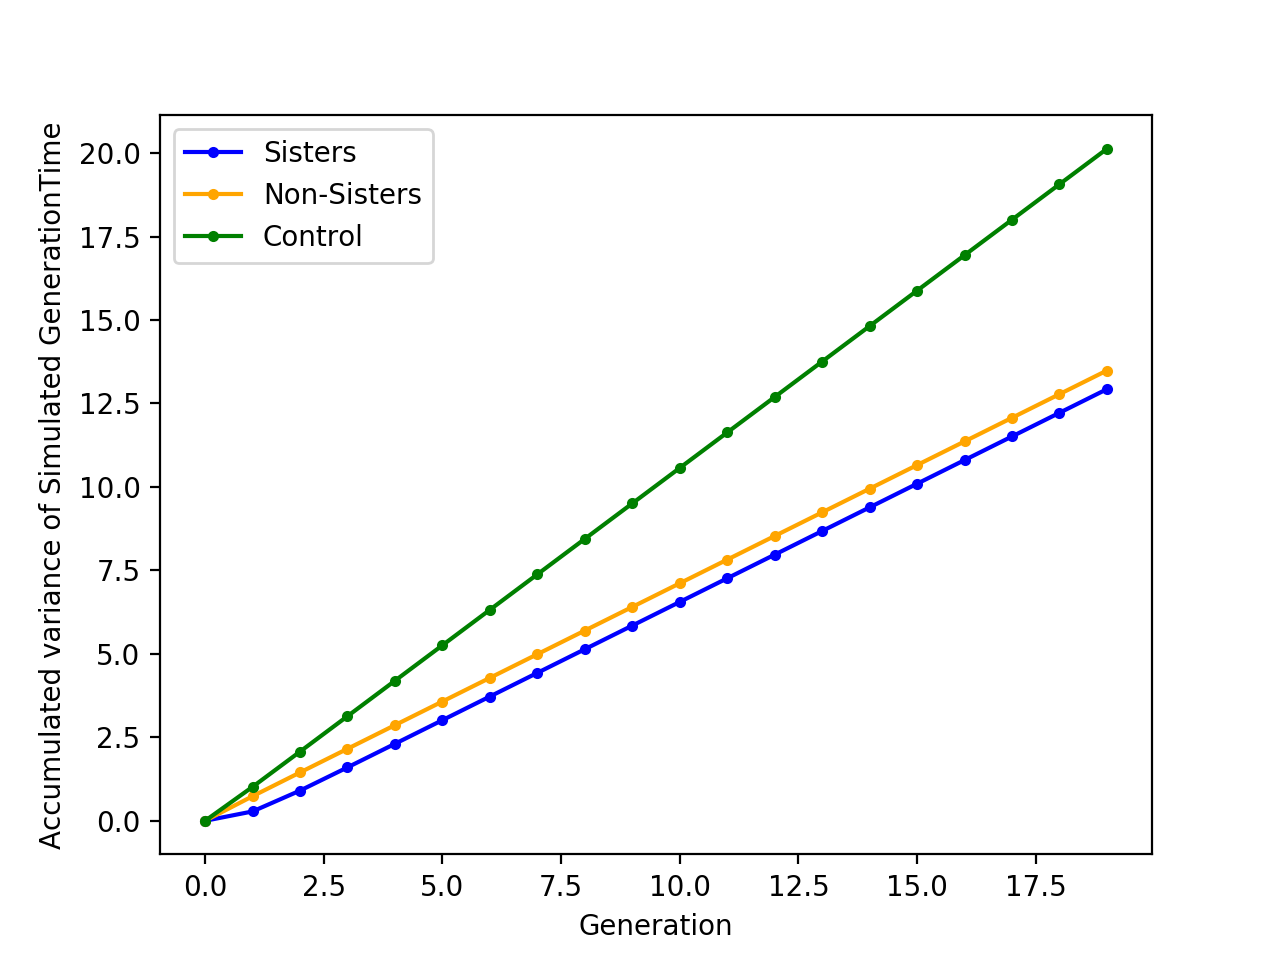 Sisters
Non-Sisters
Control
Accumulated variance of Simulated GenerationTime
20.0
17.5
15.0
12.5
10.0
7.5
5.0
2.5
0.0
0.0 2.5 5.0 7.5 10.0 12.5 15.0 17.5
Generation